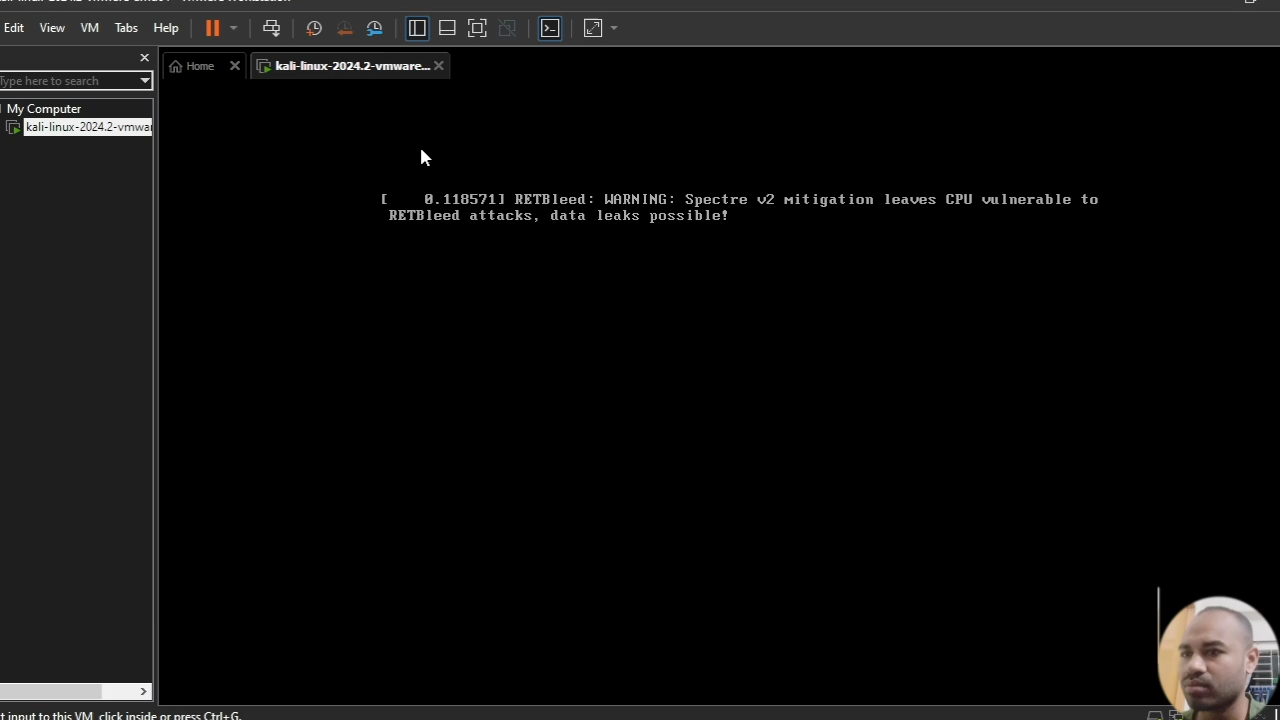 Edit View VM Tabs Help
Type here to search
Home
kali-linux-2024.2-vmware...
My Computer
kali-linux-2024.2-vmwar
[    0.118571] RETBleed: WARNING: Spectre v2 mitigation leaves CPU vulnerable to
RETBleed attacks, data leaks possible!
t input to this VM, click inside or press Ctrl+G.